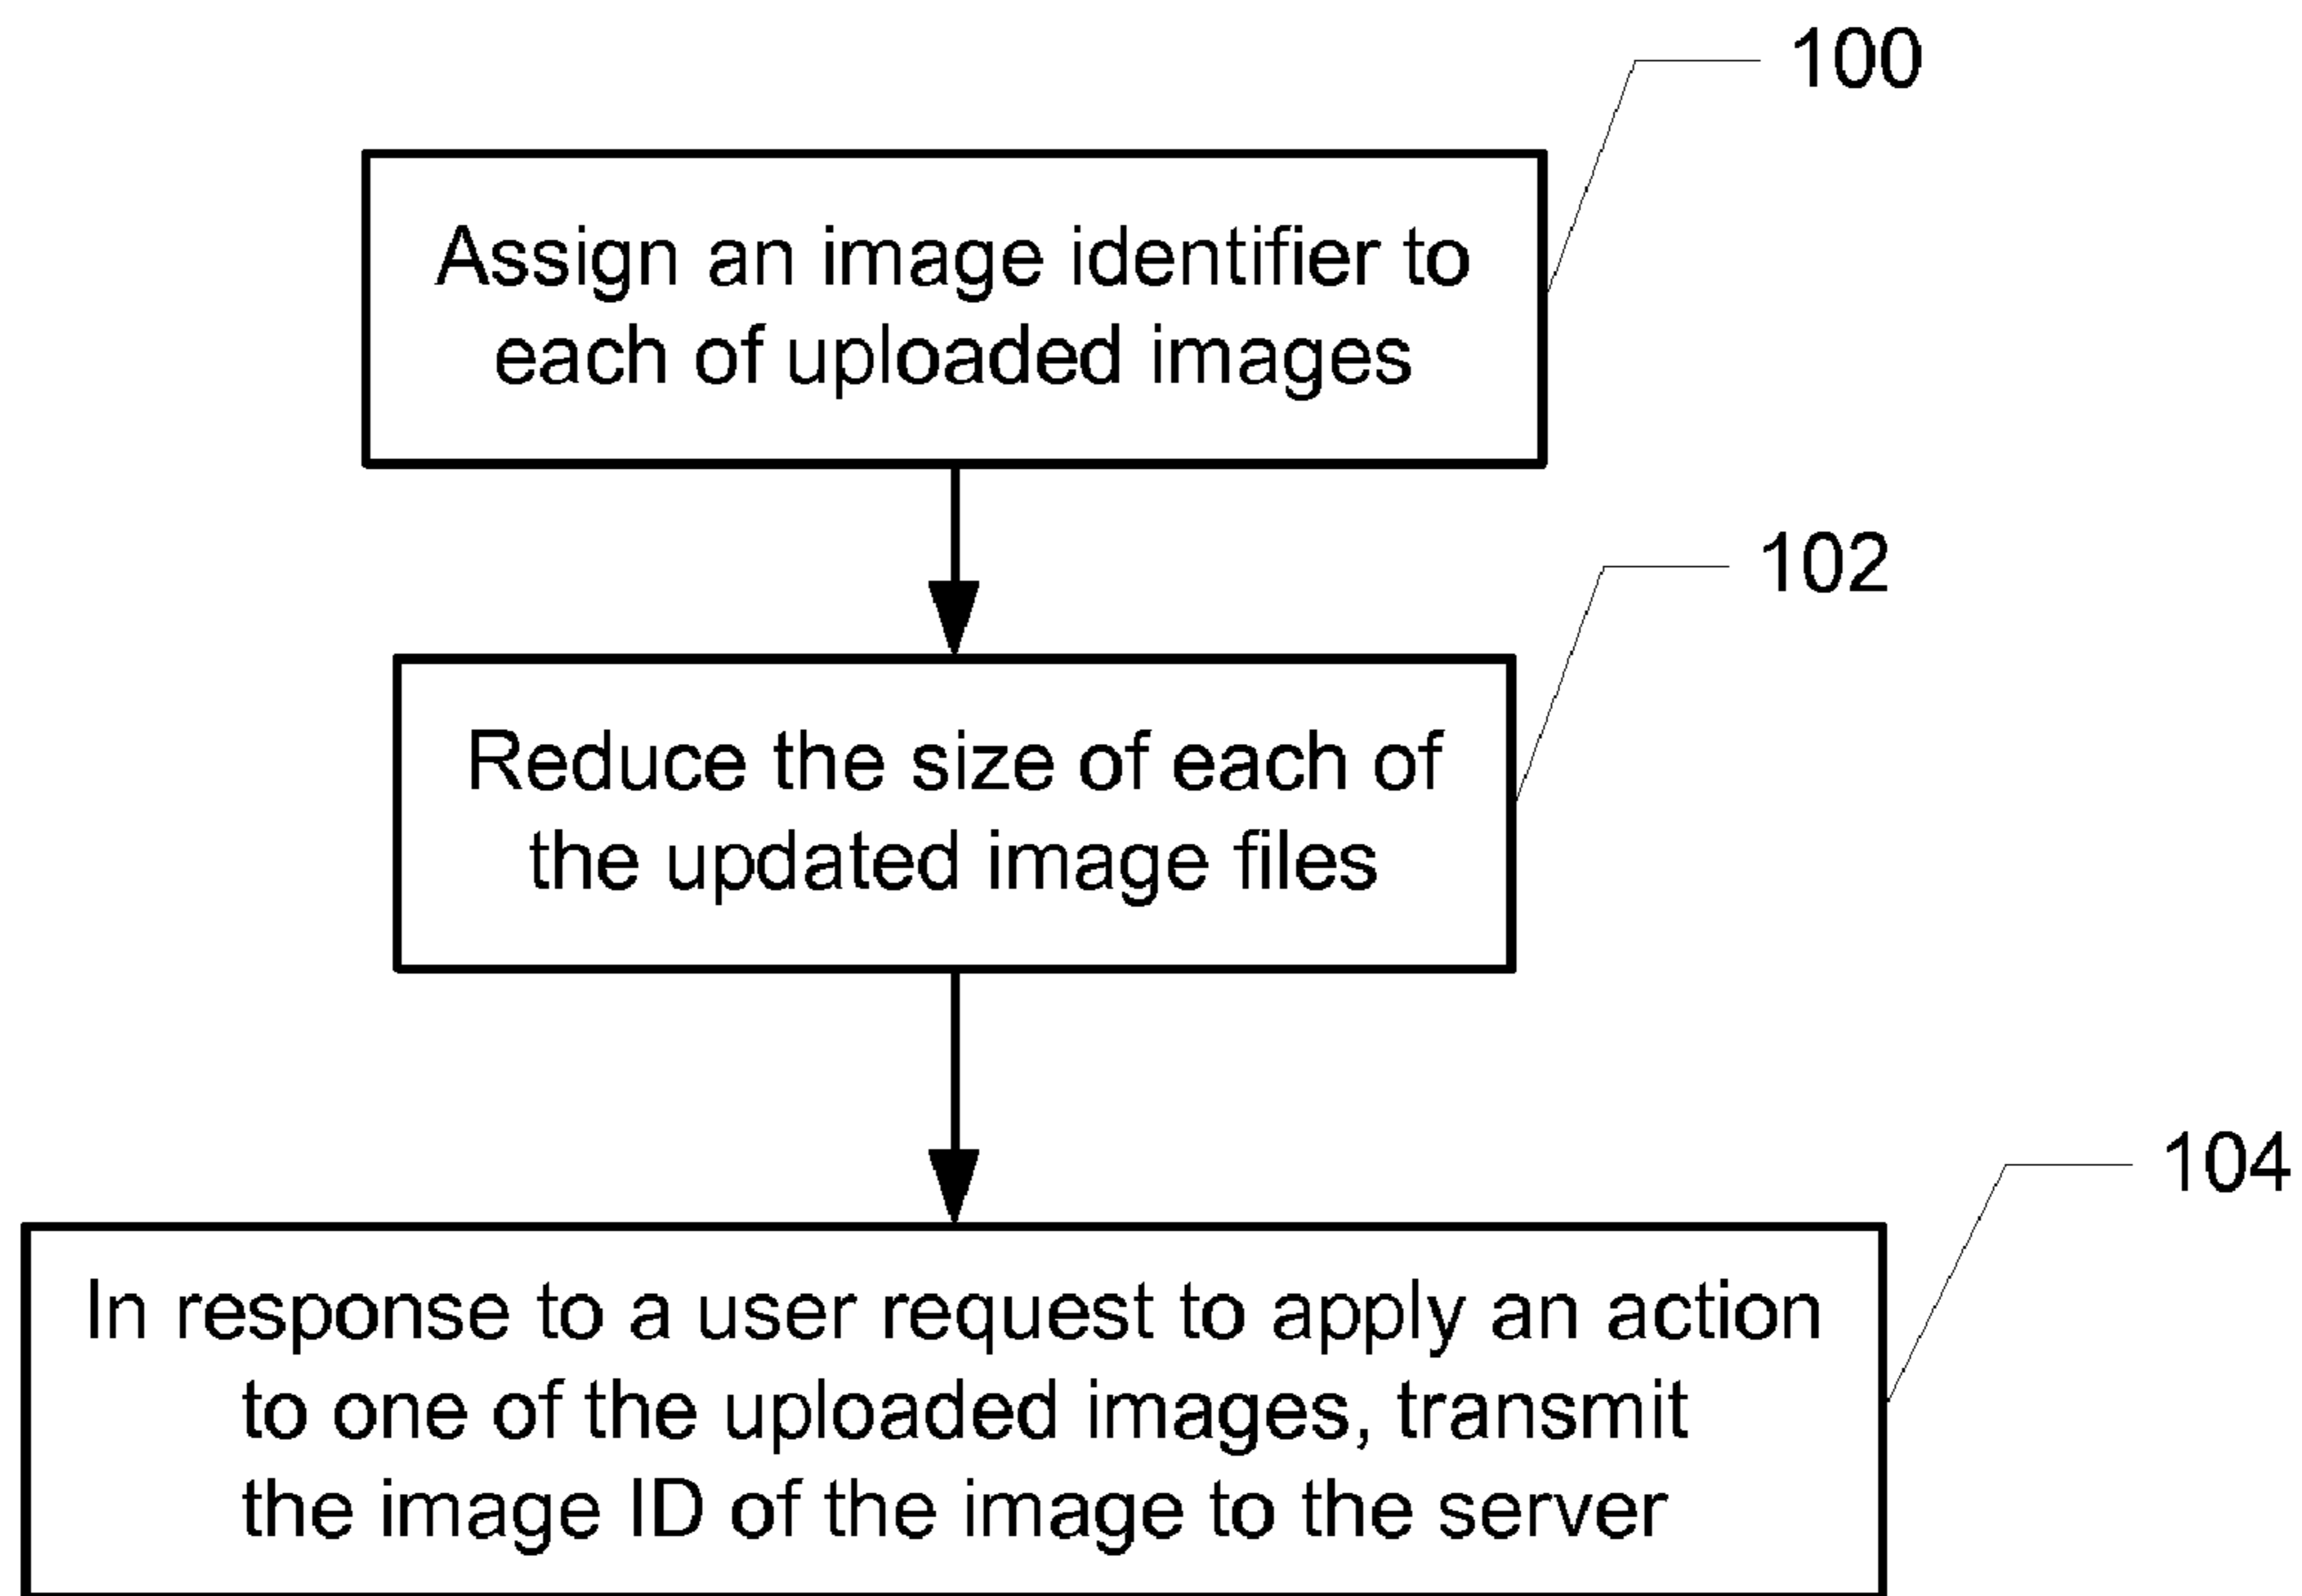 100
Assign an image identifier to
each of uploaded images
102
Reduce the size of each of
the updated image files
104
In response to a user request to apply an action
to one of the uploaded images, transmit
the image ID of the image to the server